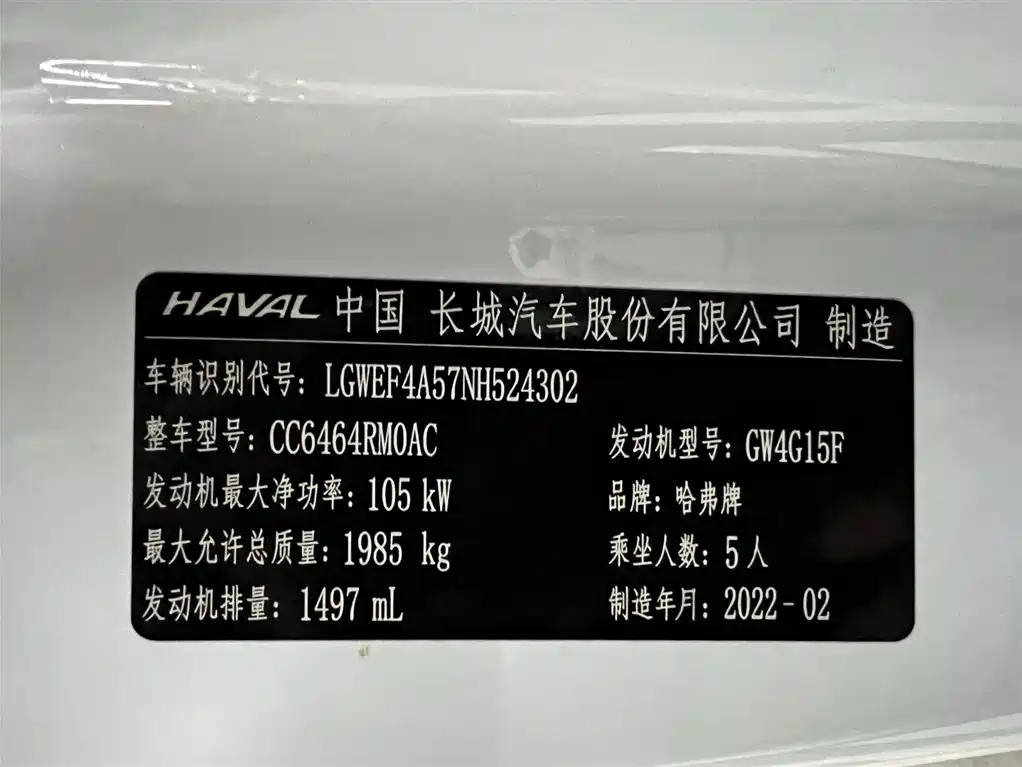 HAVAL 中国 长城汽车股份有限公司 制造
车辆识别代号：LGWEF4A57NH524302
整车型号：CC6464RM0AC 发动机型号：GW4G15F
发动机最大净功率：105 kW 品牌：哈弗牌
最大允许总质量：1985 kg 乘坐人数：5人
发动机排量：1497 mL 制造年月：2022-02